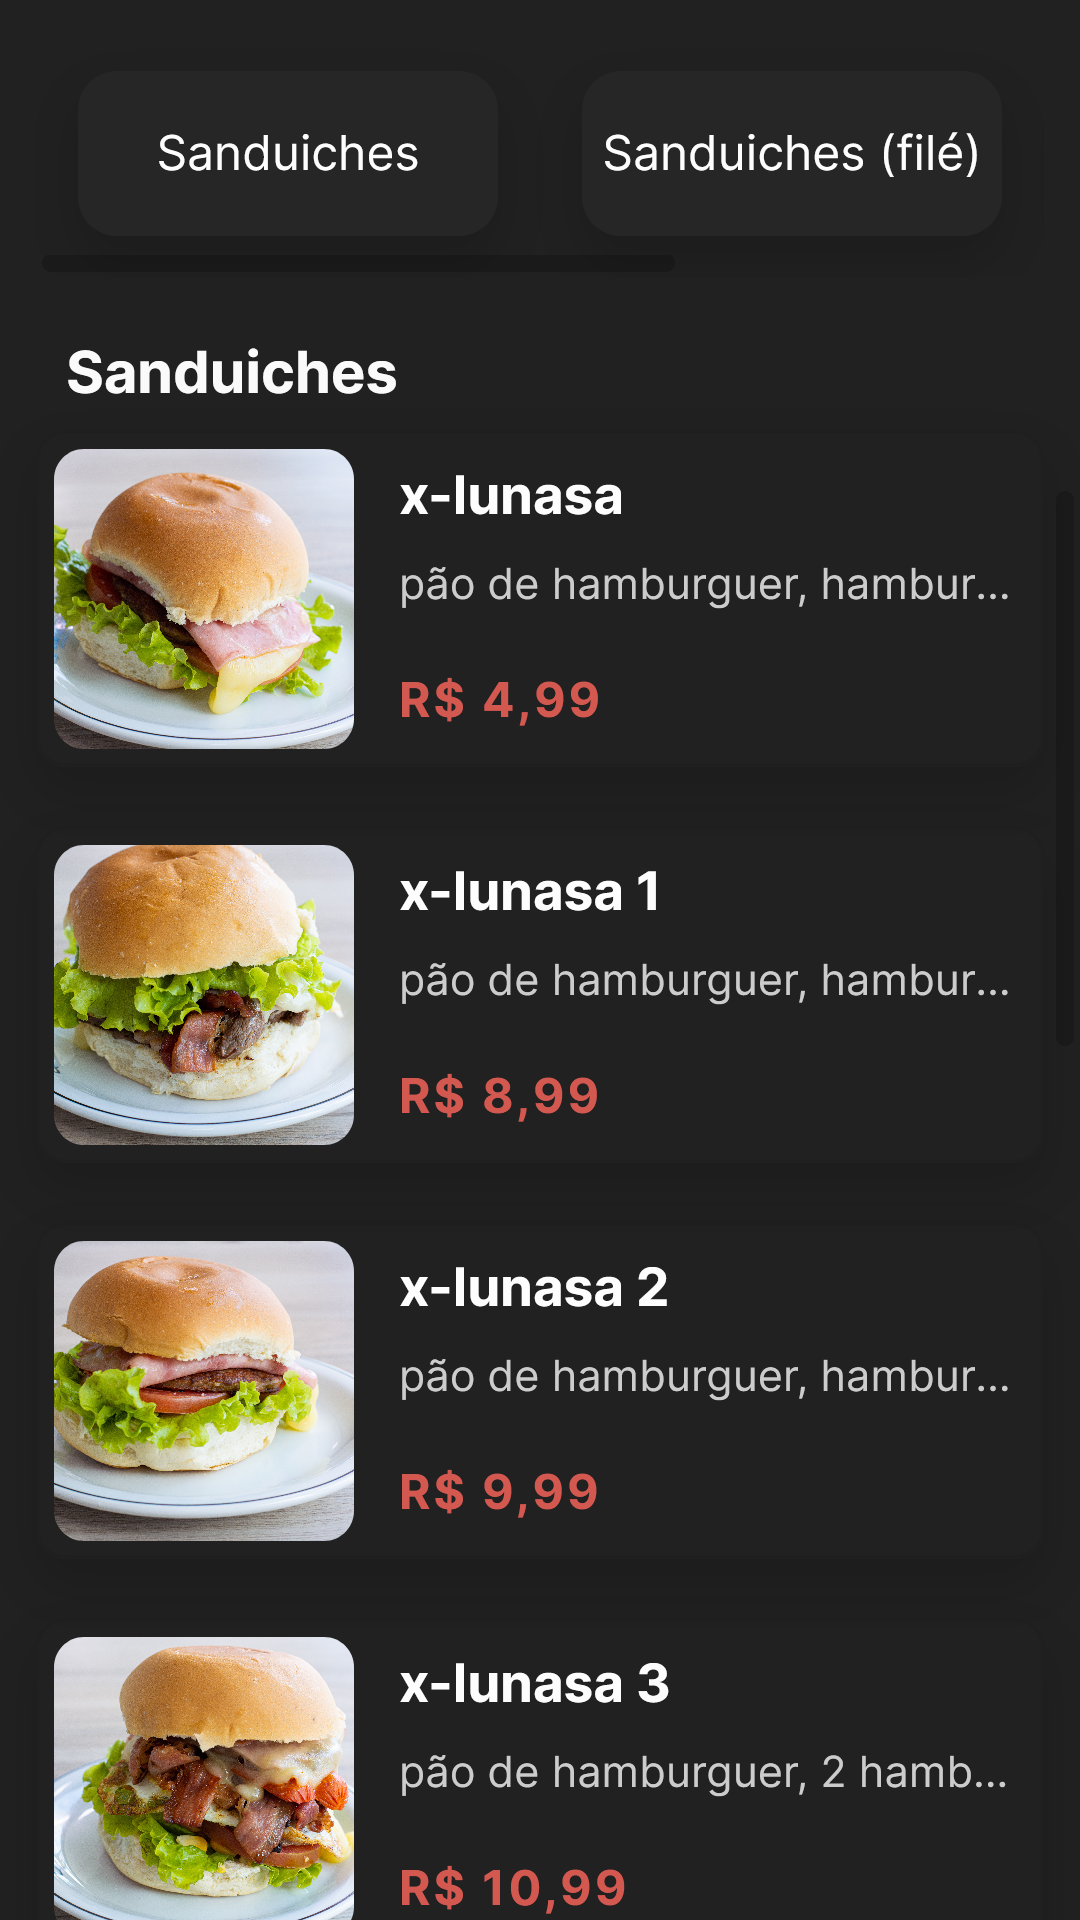 Sanduiches
Sanduiches (filé)
Sanduiches
x-lunasa
pão de hamburguer, hambur...
R$ 4,99
x-lunasa 1
pão de hamburguer, hambur...
R$ 8,99
x-lunasa 2
pão de hamburguer, hambur...
R$ 9,99
x-lunasa 3
pão de hamburguer, 2 hamb...
R$ 10,99